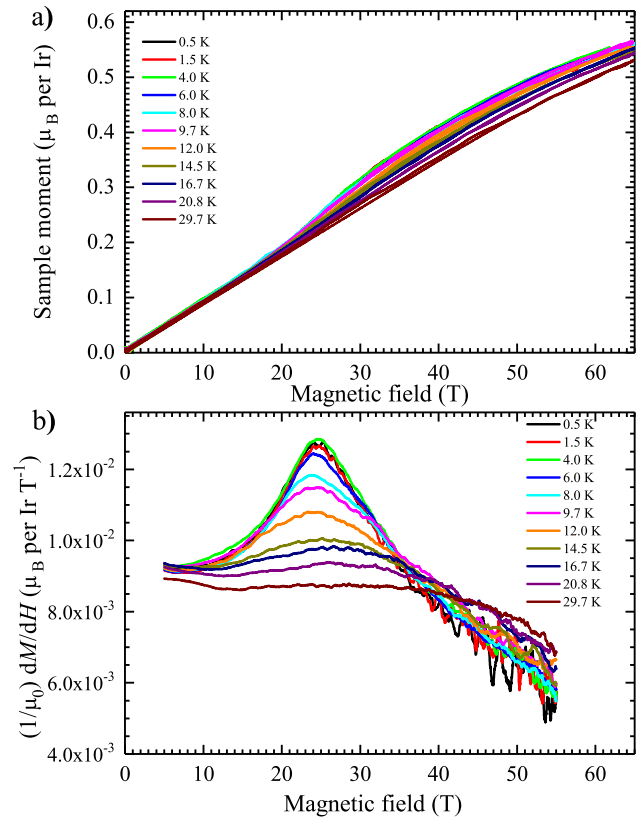 a)
Sample moment (μB per Ir)
0.6
0.5
0.4
0.3
0.2
0.1
0.0
0.5 K
1.5 K
4.0 K
6.0 K
8.0 K
9.7 K
12.0 K
14.5 K
16.7 K
20.8 K
29.7 K
0 10 20 30 40 50 60
Magnetic field (T)
b)
(1/μ0) dM/dH (μB per Ir T-1)
1.2x10-2
1.0x10-2
8.0x10-3
6.0x10-3
4.0x10-3
0.5 K
1.5 K
4.0 K
6.0 K
8.0 K
9.7 K
12.0 K
14.5 K
16.7 K
20.8 K
29.7 K
0 10 20 30 40 50 60
Magnetic field (T)